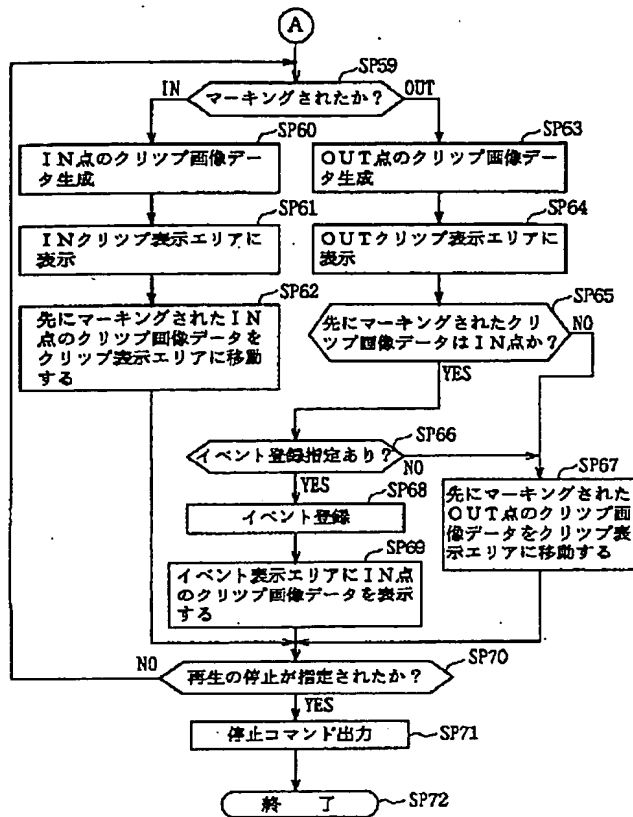 A
SP59
IN
マーキングされたか?
OUT
SP60
IN点のクリツプ画像デー
タ生成
SP63
OUT点のクリツプ画像デー
タ生成
SP61
INクリツプ表示エリアに
表示
SP64
OUTクリツプ表示エリアに
表示
SP62
先にマーキングされたIN
点のクリツプ画像データを
クリツプ表示エリアに移動
する
SP65
先にマーキングされたクリ
ツプ画像データはIN点か?
NO
YES
SP66
イベント登録指定あり?
NO
YES
SP67
先にマーキングされた
OUT点のクリツプ画
像データをクリツプ表
示エリアに移動する
SP68
イベント登録
SP69
イベント表示エリアにIN点
のクリツプ画像データを表示
する
NO
SP70
再生の停止が指定されたか?
YES
停止コマンド出力
SP71
終 了
SP72